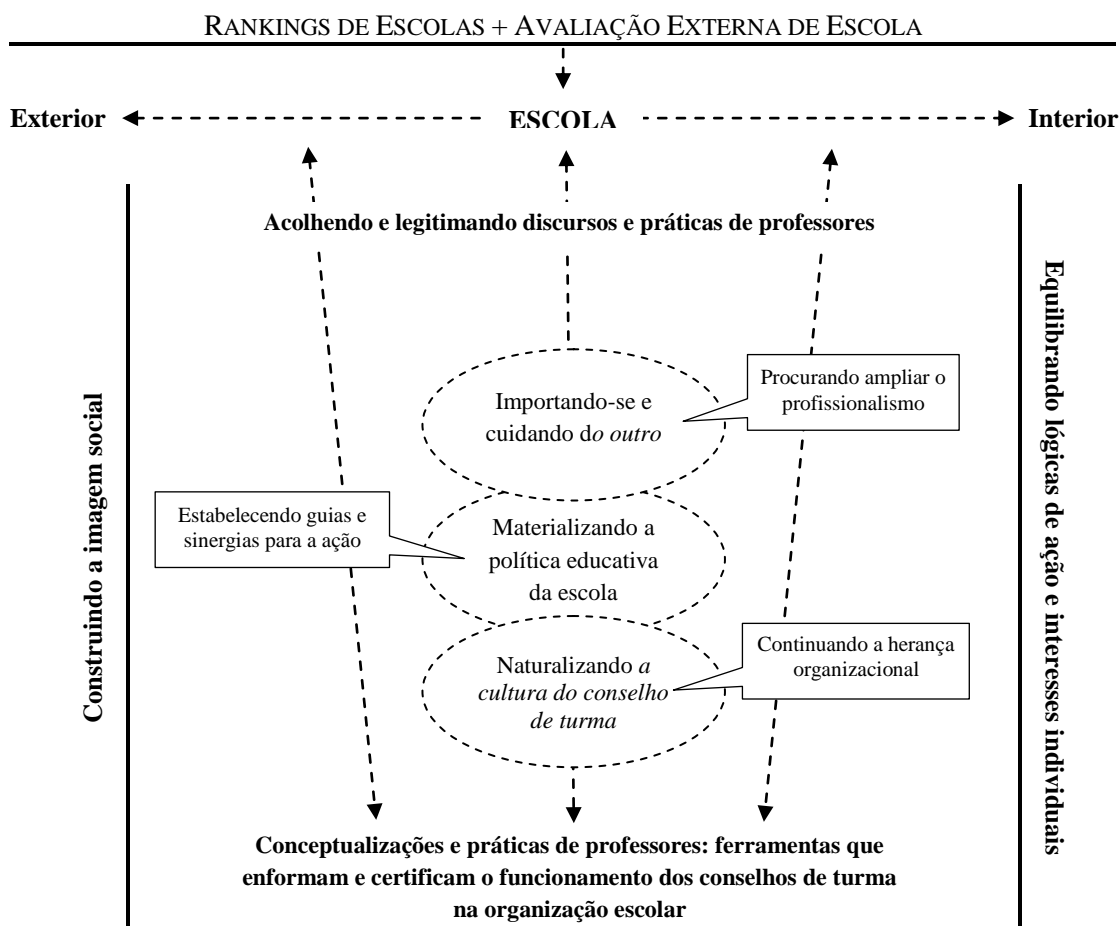 RANKINGS DE ESCOLAS + AVALIAÇÃO EXTERNA DE ESCOLA
Exterior
ESCOLA
Interior
Acolhendo e legitimando discursos e práticas de professores
Construindo a imagem social
Equilibrando lógicas de ação e interesses individuais
Importando-se e
cuidando do outro
Procurando ampliar o
profissionalismo
Estabelecendo guias e
sinergias para a ação
Materializando a
política educativa
da escola
Naturalizando a
cultura do conselho
de turma
Continuando a herança
organizacional
Conceptualizações e práticas de professores: ferramentas que
enformam e certificam o funcionamento dos conselhos de turma
na organização escolar